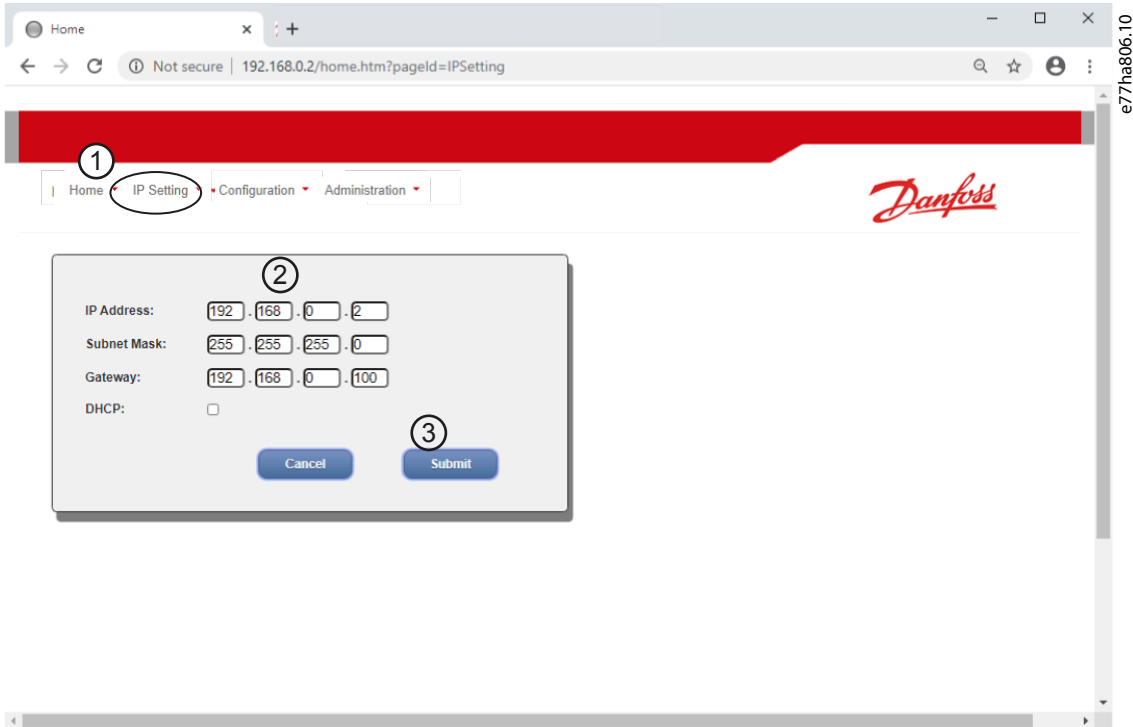 Home
Not secure | 192.168.0.2/home.htm?pageId=IPSetting
e77ha806.10
1
Home IP Setting Configuration Administration
Danfoss
2
IP Address: 192 . 168 . 0 . 2
Subnet Mask: 255 . 255 . 255 . 0
Gateway: 192 . 168 . 0 . 100
DHCP:
3
Cancel Submit